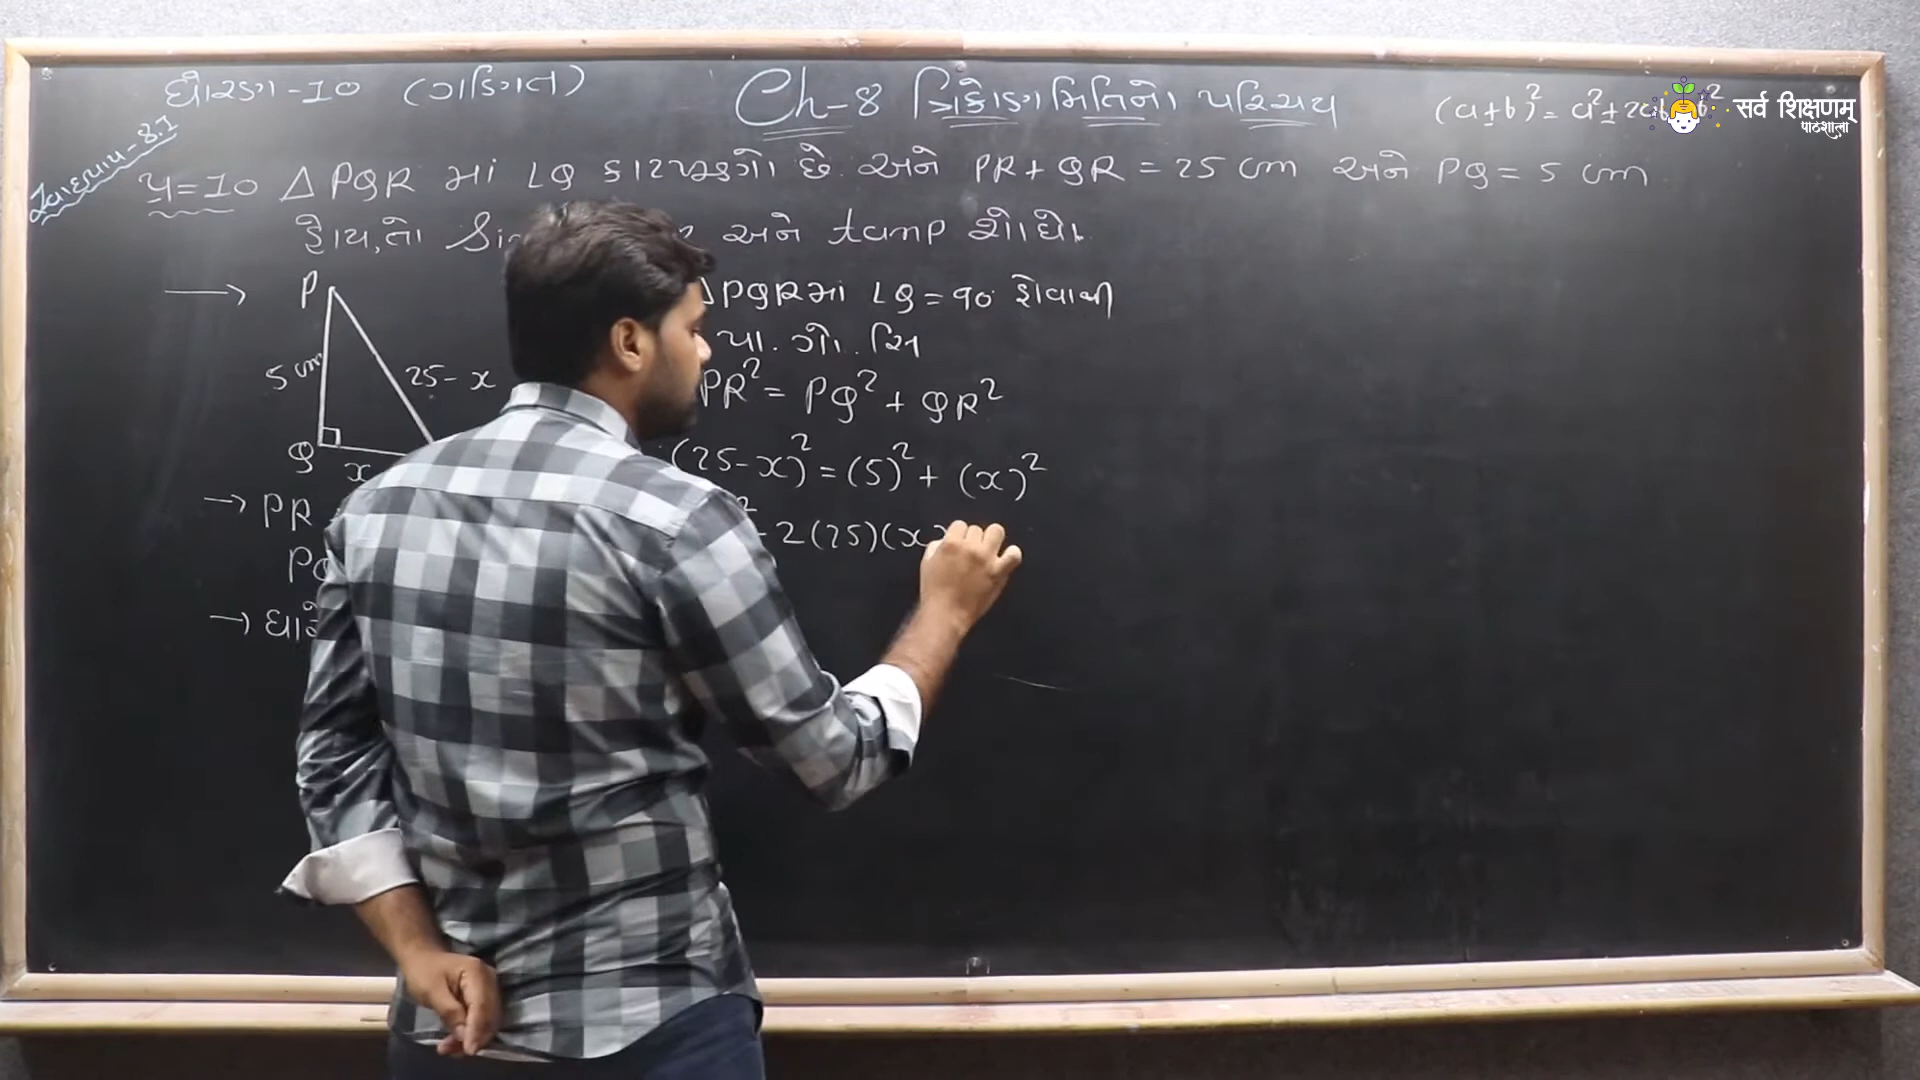 ધોરણ-10 (ગણિત)
Ch-8 ત્રિકોણમિતિનો પરિચય
(a±b)² = a²±2ab b²
सर्व शिक्षणम्
पाठशाला
સ્વાધ્યાય-8.1
પ્ર=10 ΔPQR માં ∠Q કાટખૂણો છે. અને PR+QR = 25 cm અને PQ = 5 cm
હોય, તો Sin અને tanP શોધો.
P
5 cm
25-x
Q
x
ΔPQRમાં ∠Q = 90 હોવાથી
પા. ગો. સિ
PR² = PQ² + QR²
(25-x)² = (5)² + (x)²
- 2(25)(x)
→ PR
→